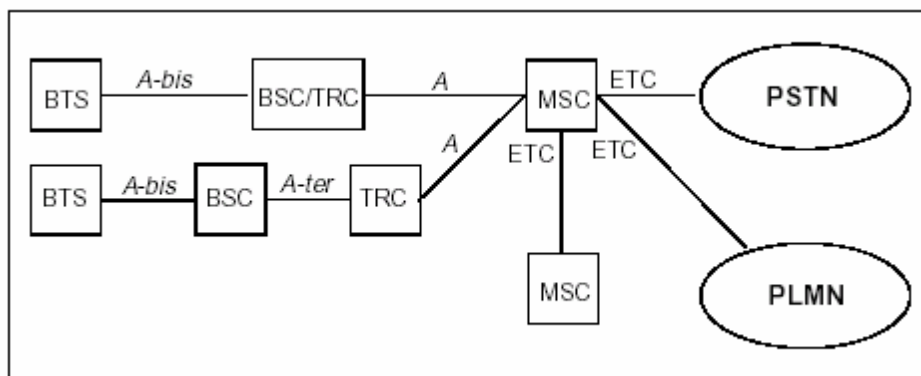 BTS
A-bis
BSC/TRC
A
MSC
ETC
PSTN
A
ETC
ETC
BTS
A-bis
BSC
A-ter
TRC
MSC
PLMN